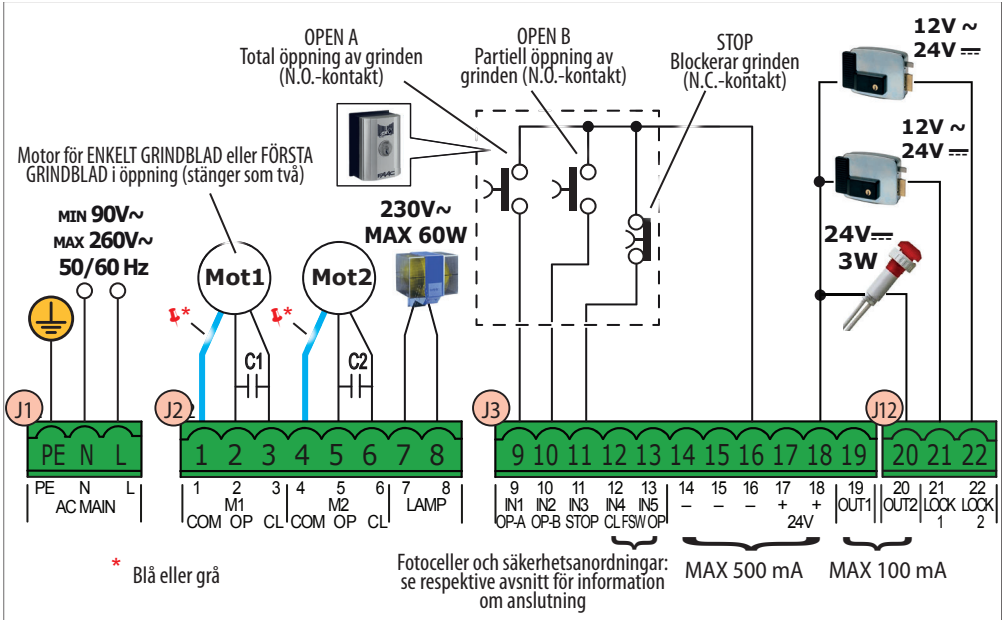 OPEN A
Total öppning av grinden
(N.O.-kontakt)
OPEN B
Partiell öppning av
grinden (N.O.-kontakt)
STOP
Blockerar grinden
(N.C.-kontakt)
12V ~
24V ⎓
12V ~
24V ⎓
24V ⎓
3W
Motor för ENKELT GRINDBLAD eller FÖRSTA
GRINDBLAD i öppning (stänger som två)
MIN 90V~
MAX 260V~
50/60 Hz
230V~
MAX 60W
FAAC
Mot1
Mot2
*
*
C1
C2
J1
J2
J3
J12
PE N L
1 2 3 4 5 6 7 8
9 10 11 12 13 14 15 16 17 18 19
20 21 22
PE N L
AC MAIN
1 2 3 4 5 6 7 8
M1 M2 LAMP
COM OP CL COM OP CL
9 10 11 12 13 14 15 16 17 18 19 20 21 22
IN1 IN2 IN3 IN4 IN5 – – – + + OUT1 OUT2 LOCK LOCK
OP-A OP-B STOP CL FSW OP 24V 1 2
* Blå eller grå
Fotoceller och säkerhetsanordningar:
se respektive avsnitt för information
om anslutning
MAX 500 mA
MAX 100 mA